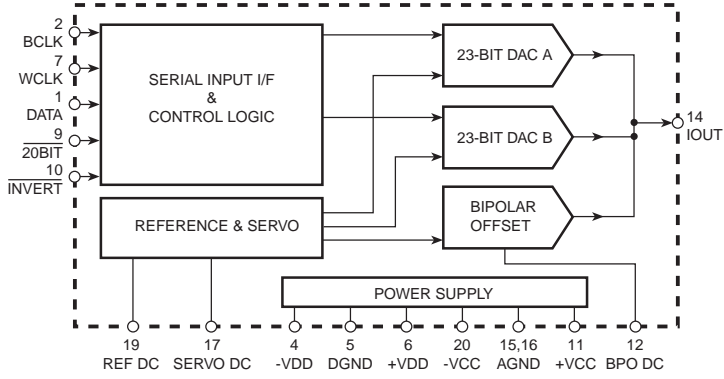 2
BCLK
7
WCLK
1
DATA
9
20BIT
10
INVERT
SERIAL INPUT I/F
&
CONTROL LOGIC
REFERENCE & SERVO
23-BIT DAC A
23-BIT DAC B
BIPOLAR
OFFSET
14
IOUT
POWER SUPPLY
19
REF DC
17
SERVO DC
4
-VDD
5
DGND
6
+VDD
20
-VCC
15,16
AGND
11
+VCC
12
BPO DC